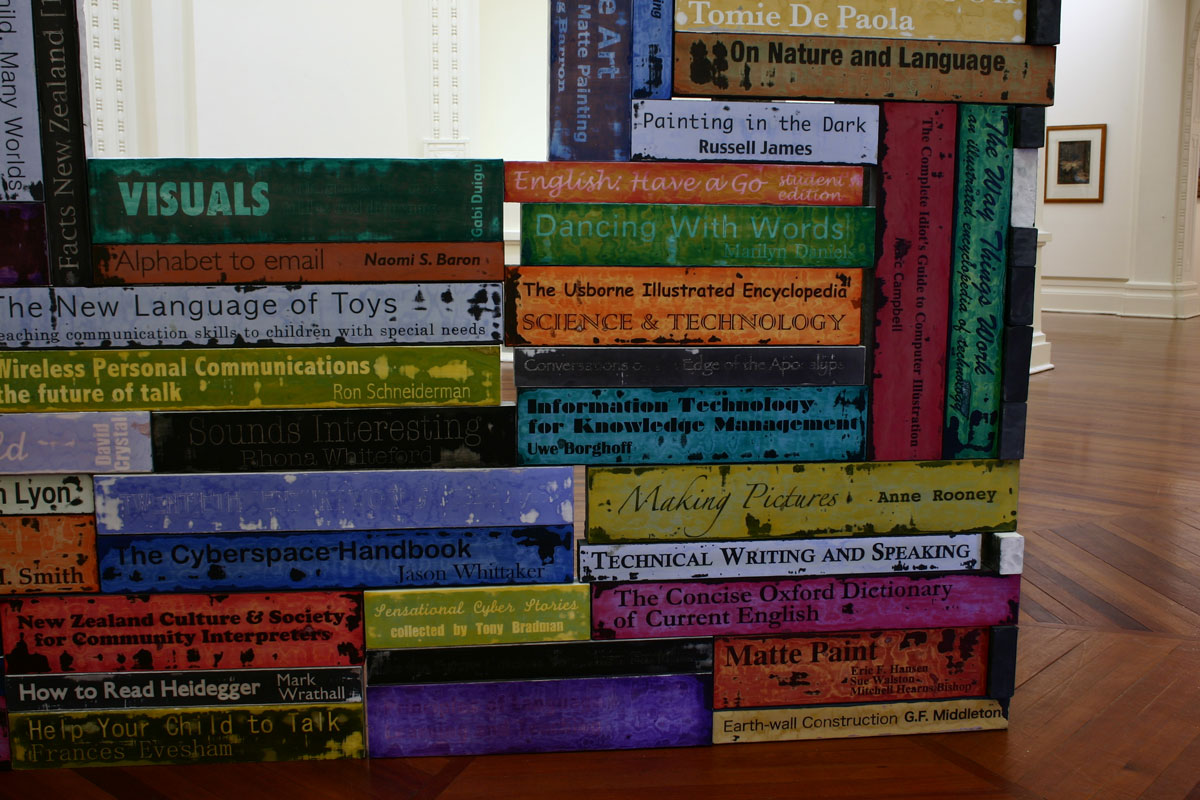 hild, Many Worlds
Facts New Zealand [1
VISUALS
Gabi Duigu
Alphabet to email
Naomi S. Baron
The New Language of Toys
eaching communication skills to children with special needs
Wireless Personal Communications
the future of talk
Ron Schneiderman
ld
David
Crystal
Sounds Interesting
Rhona Whiteford
n Lyon
The Cyberspace Handbook
Jason Whittaker
I. Smith
New Zealand Culture & Society
for Community Interpreters
How to Read Heidegger
Mark
Wrathall
Help Your Child to Talk
Frances Evesham
e Art
Matte Painting
Barron
ing
Tomie De Paola
On Nature and Language
Painting in the Dark
Russell James
English: Have a Go
student
edition
Dancing With Words
Marilyn Daniels
The Usborne Illustrated Encyclopedia
SCIENCE & TECHNOLOGY
Conversations
Edge of the Apocalyps
Information Technology
for Knowledge Management
Uwe Borghoff
The Complete Idiot's Guide to Computer Illustration
Marc Campbell
The Way Things Work
an illustrated encyclopedia of technology
Making Pictures
Anne Rooney
TECHNICAL WRITING AND SPEAKING
Sensational Cyber Stories
collected by Tony Bradman
The Concise Oxford Dictionary
of Current English
Matte Paint
Eric F. Hansen
Sue Walston
Mitchell Hearns Bishop
Earth-wall Construction G.F. Middleton